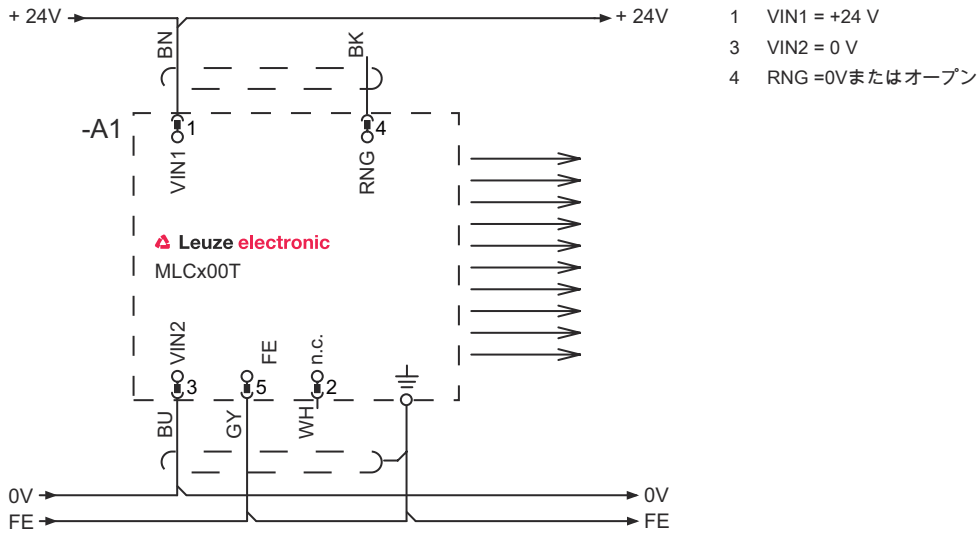 + 24V
+ 24V
BN
BK
-A1
1
4
VIN1
RNG
Leuze electronic
MLCx00T
VIN2
FE
n.c.
3
5
2
BU
GY
WH
0V
0V
FE
FE
1 VIN1 = +24 V
3 VIN2 = 0 V
4 RNG =0Vまたはオープン